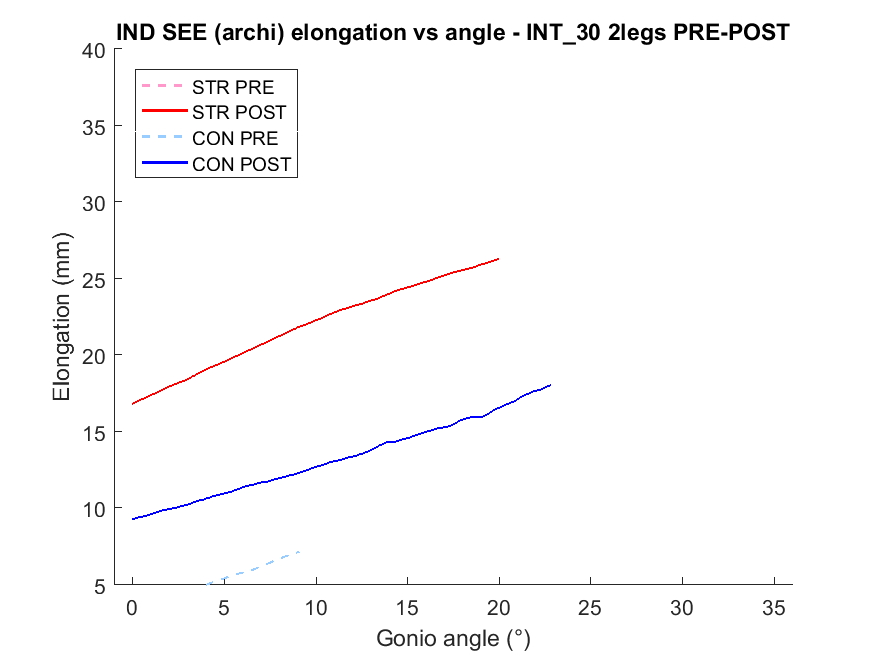 IND SEE (archi) elongation vs angle - INT_30 2legs PRE-POST
40
35
30
25
20
15
10
5
Elongation (mm)
STR PRE
STR POST
CON PRE
CON POST
0
5
10
15
20
25
30
35
Gonio angle (°)